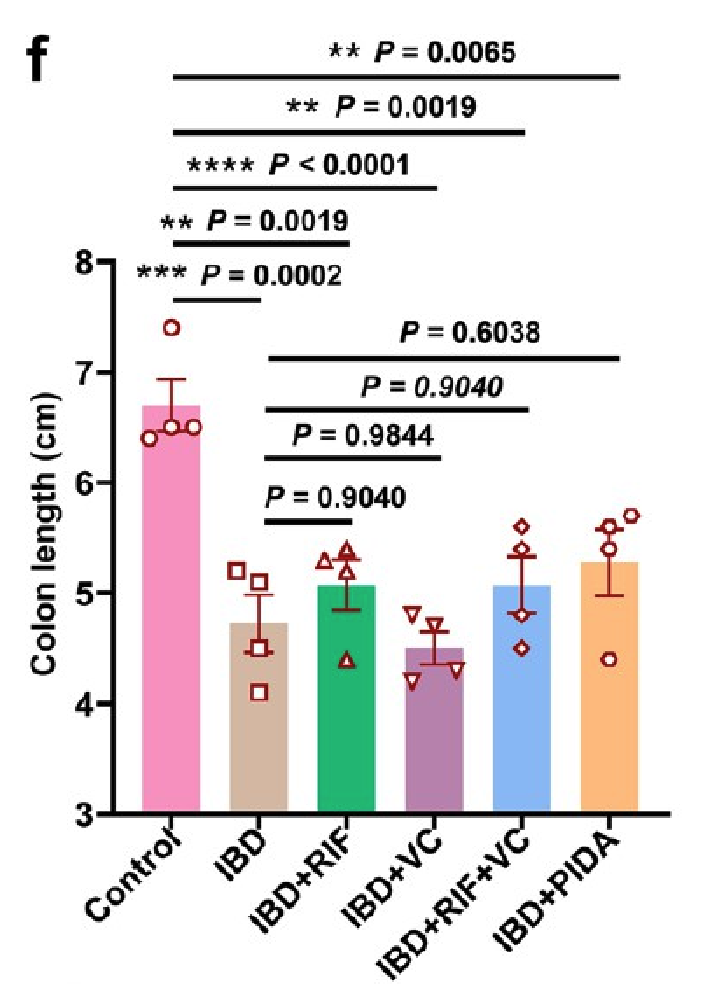 f
** P = 0.0065
** P = 0.0019
**** P < 0.0001
** P = 0.0019
*** P = 0.0002
P = 0.6038
P = 0.9040
P = 0.9844
P = 0.9040
Colon length (cm)
8
7
6
5
4
3
Control
IBD
IBD+RIF
IBD+VC
IBD+RIF+VC
IBD+PIDA